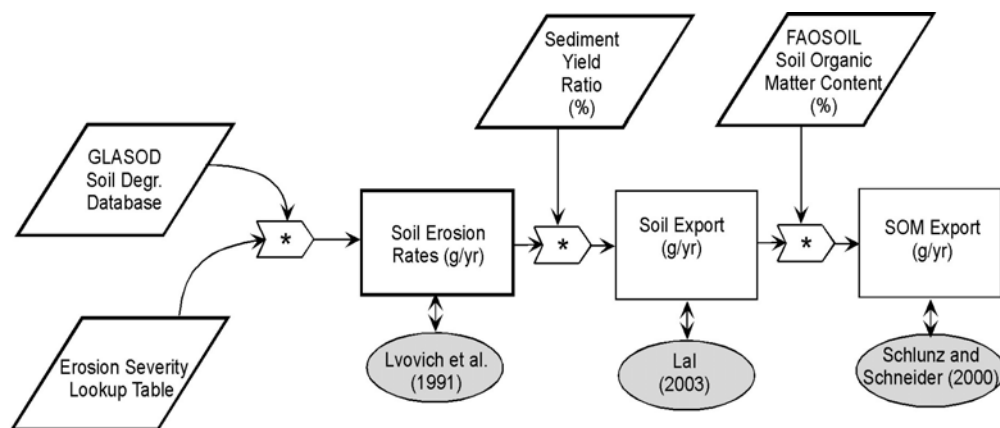 Sediment
Yield
Ratio
(%)
FAOSOIL
Soil Organic
Matter Content
(%)
GLASOD
Soil Degr.
Database
*
Soil Erosion
Rates (g/yr)
*
Soil Export
(g/yr)
*
SOM Export
(g/yr)
Erosion Severity
Lookup Table
Lvovich et al.
(1991)
Lal
(2003)
Schlunz and
Schneider (2000)